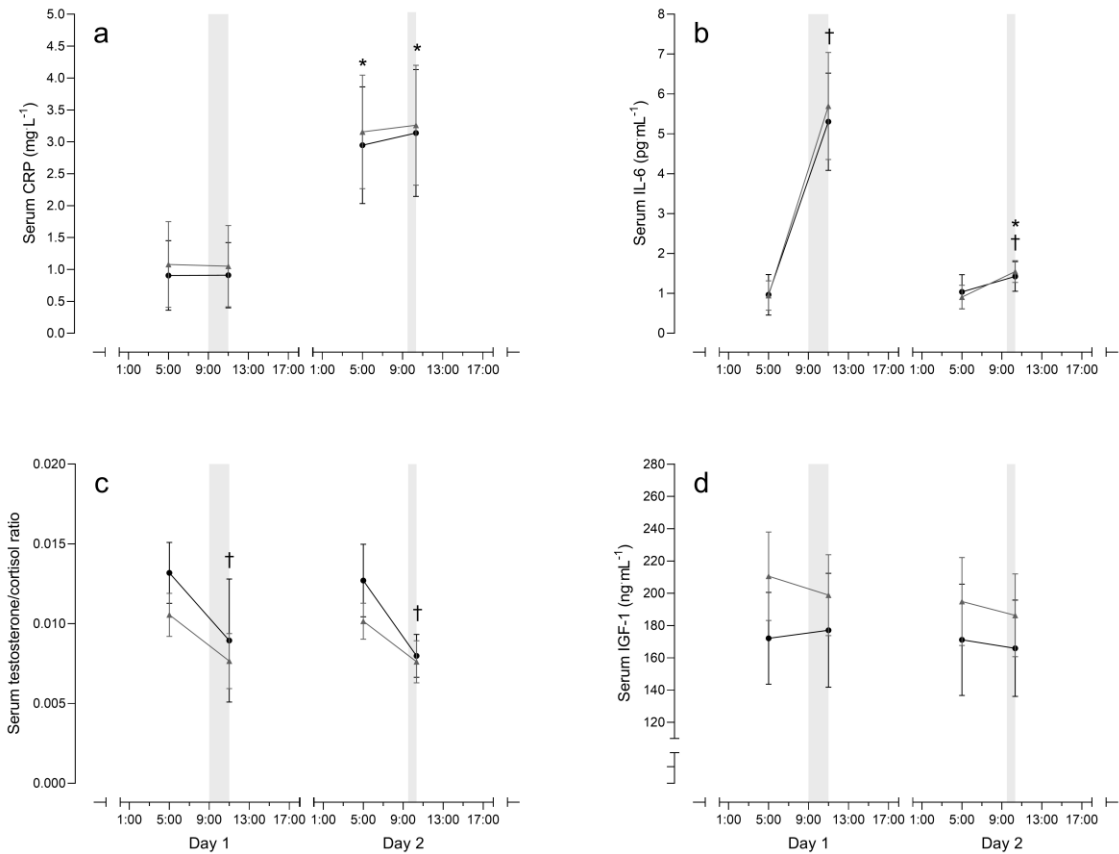 a
Serum CRP (mg·L⁻¹)
5.0
4.5
4.0
3.5
3.0
2.5
2.0
1.5
1.0
0.5
0.0
* *
1:00 5:00 9:00 13:00 17:00 1:00 5:00 9:00 13:00 17:00
b
Serum IL-6 (pg·mL⁻¹)
8
7
6
5
4
3
2
1
0
†
*
†
1:00 5:00 9:00 13:00 17:00 1:00 5:00 9:00 13:00 17:00
c
Serum testosterone/cortisol ratio
0.020
0.015
0.010
0.005
0.000
†
†
1:00 5:00 9:00 13:00 17:00 1:00 5:00 9:00 13:00 17:00
Day 1 Day 2
d
Serum IGF-1 (ng·mL⁻¹)
280
260
240
220
200
180
160
140
120
1:00 5:00 9:00 13:00 17:00 1:00 5:00 9:00 13:00 17:00
Day 1 Day 2